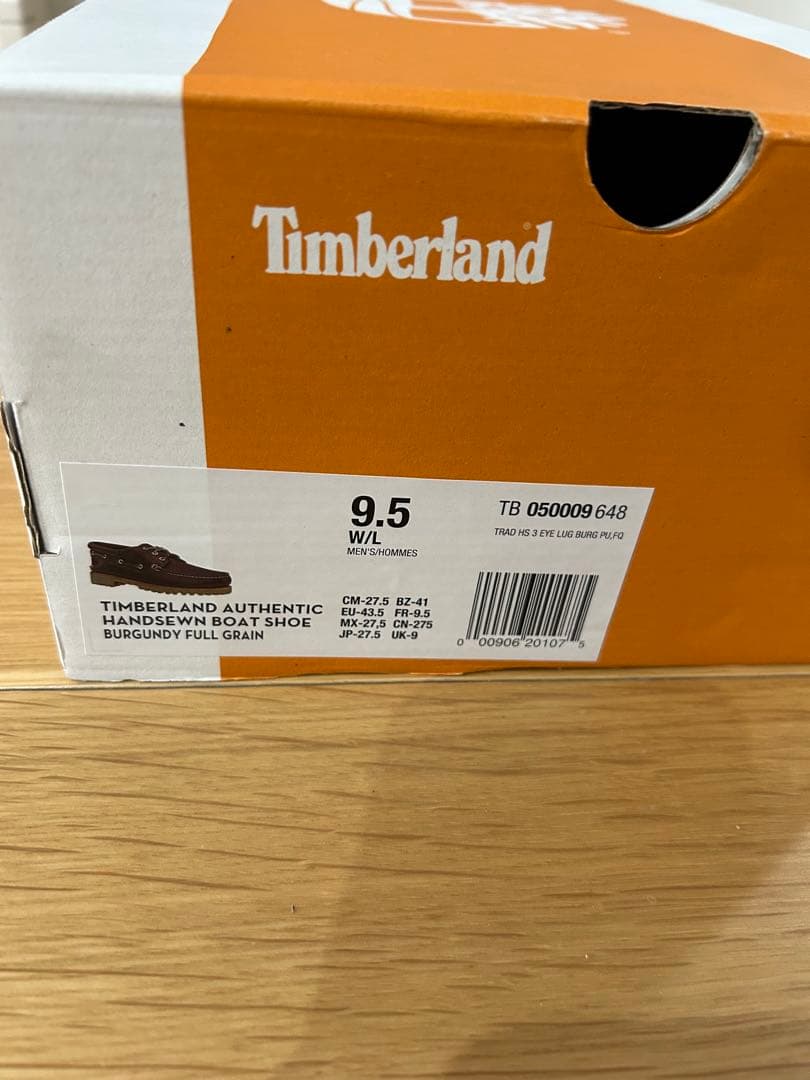 Timberland
9.5
W/L
MEN'S/HOMMES
TB 050009 648
TRAD HS 3 EYE LUG BURG PU,FQ
TIMBERLAND AUTHENTIC
HANDSEWN BOAT SHOE
BURGUNDY FULL GRAIN
CM-27.5 BZ-41
EU-43.5 FR-9.5
MX-27,5 CN-275
JP-27.5 UK-9
0 00906 20107 5